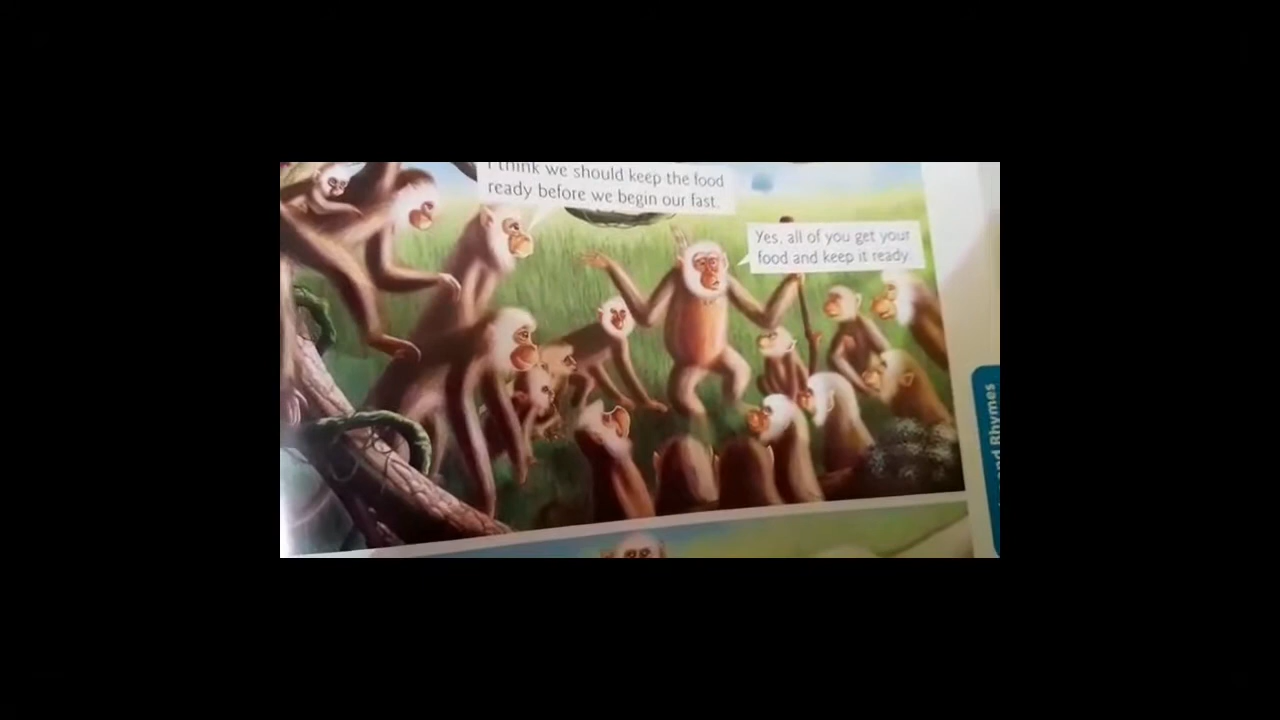 I think we should keep the food
ready before we begin our fast.
Yes, all of you get your
food and keep it ready.
and Rhymes